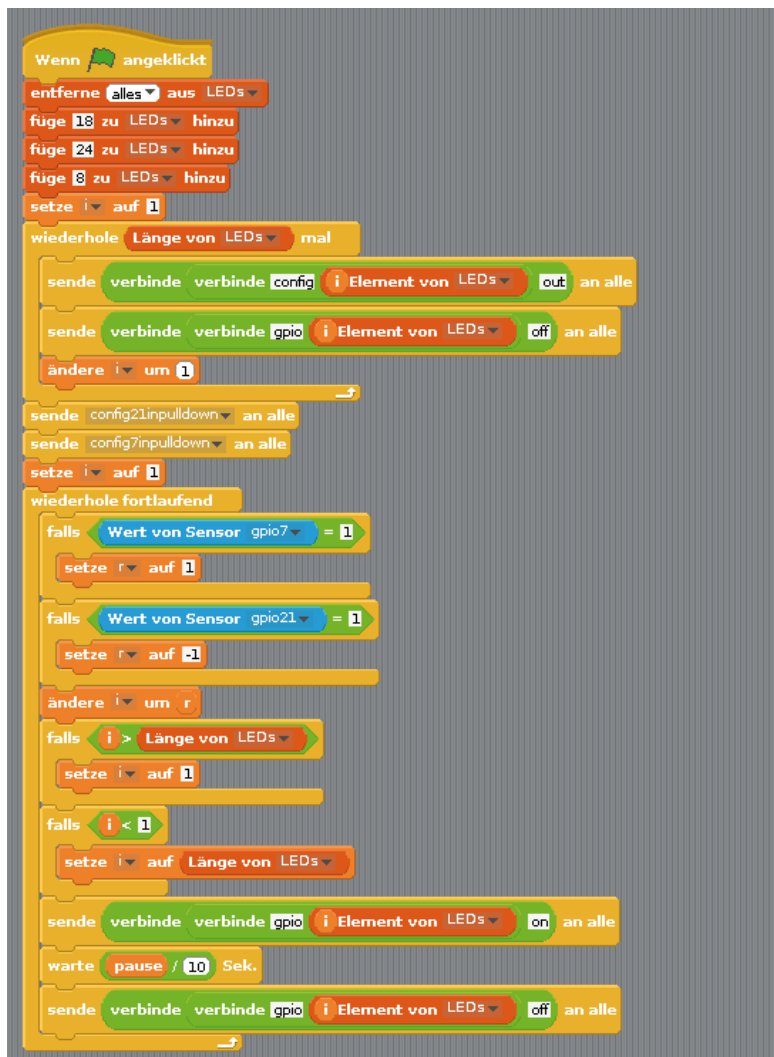 Wenn angeklickt
entferne alles aus LEDs
füge 18 zu LEDs hinzu
füge 24 zu LEDs hinzu
füge 8 zu LEDs hinzu
setze i auf 1
wiederhole Länge von LEDs mal
sende verbinde verbinde config i Element von LEDs out an alle
sende verbinde verbinde gpio i Element von LEDs off an alle
ändere i um 1
sende config21inpulldown an alle
sende config7inpulldown an alle
setze i auf 1
wiederhole fortlaufend
falls Wert von Sensor gpio7 = 1
setze r auf 1
falls Wert von Sensor gpio21 = 1
setze r auf -1
ändere i um r
falls i > Länge von LEDs
setze i auf 1
falls i < 1
setze i auf Länge von LEDs
sende verbinde verbinde gpio i Element von LEDs on an alle
warte pause / 10 Sek.
sende verbinde verbinde gpio i Element von LEDs off an alle